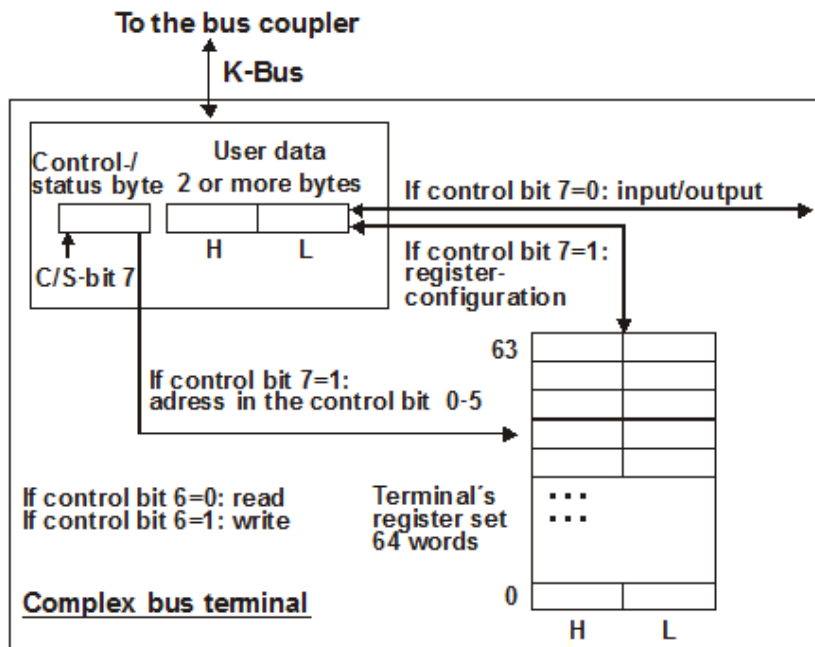 To the bus coupler
K-Bus
Control-/
status byte
User data
2 or more bytes
H
L
C/S-bit 7
If control bit 7=0: input/output
If control bit 7=1:
register-
configuration
63
If control bit 7=1:
adress in the control bit 0-5
If control bit 6=0: read
If control bit 6=1: write
Terminal´s
register set
64 words
...
...
0
Complex bus terminal
H
L